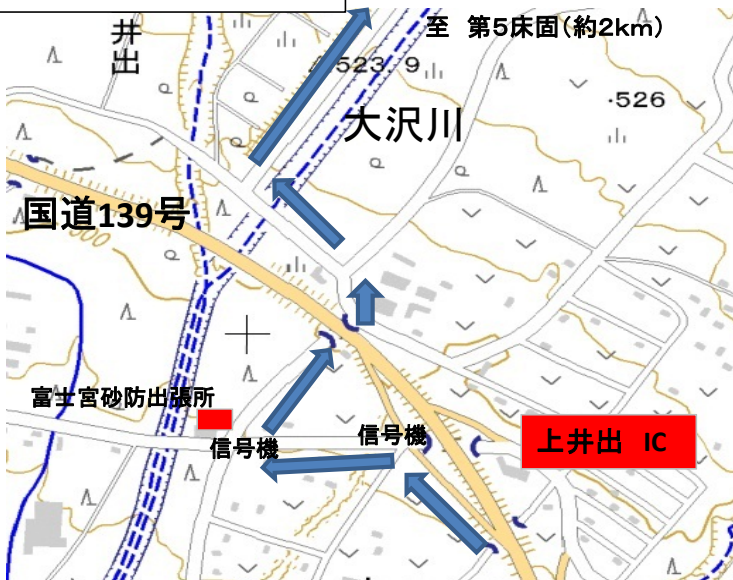 至　第5床固(約2km)
井出
523.9
・526
大沢川
国道139号
富士宮砂防出張所
信号機
信号機
上井出　IC